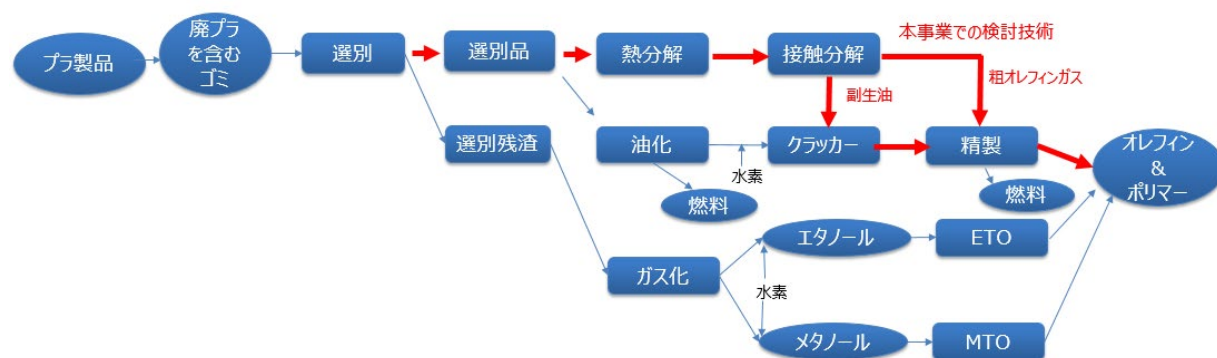 本事業での検討技術
プラ製品
廃プラ
を含む
ゴミ
選別
選別品
熱分解
接触分解
粗オレフィンガス
副生油
選別残渣
油化
水素
クラッカー
精製
オレフィン
&
ポリマー
燃料
燃料
エタノール
ETO
ガス化
水素
メタノール
MTO